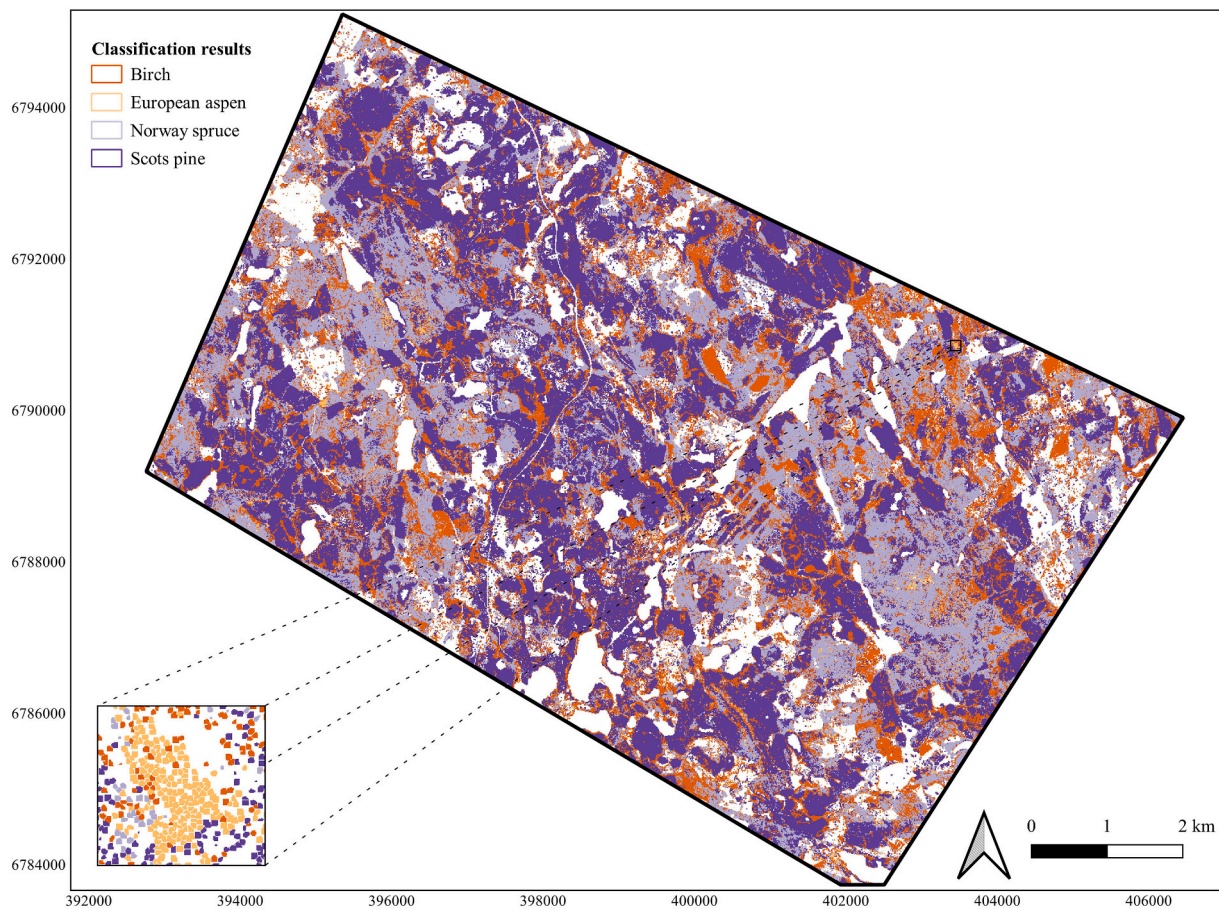 Classification results
Birch
European aspen
Norway spruce
Scots pine
6794000
6792000
6790000
6788000
6786000
6784000
0 1 2 km
392000 394000 396000 398000 400000 402000 404000 406000